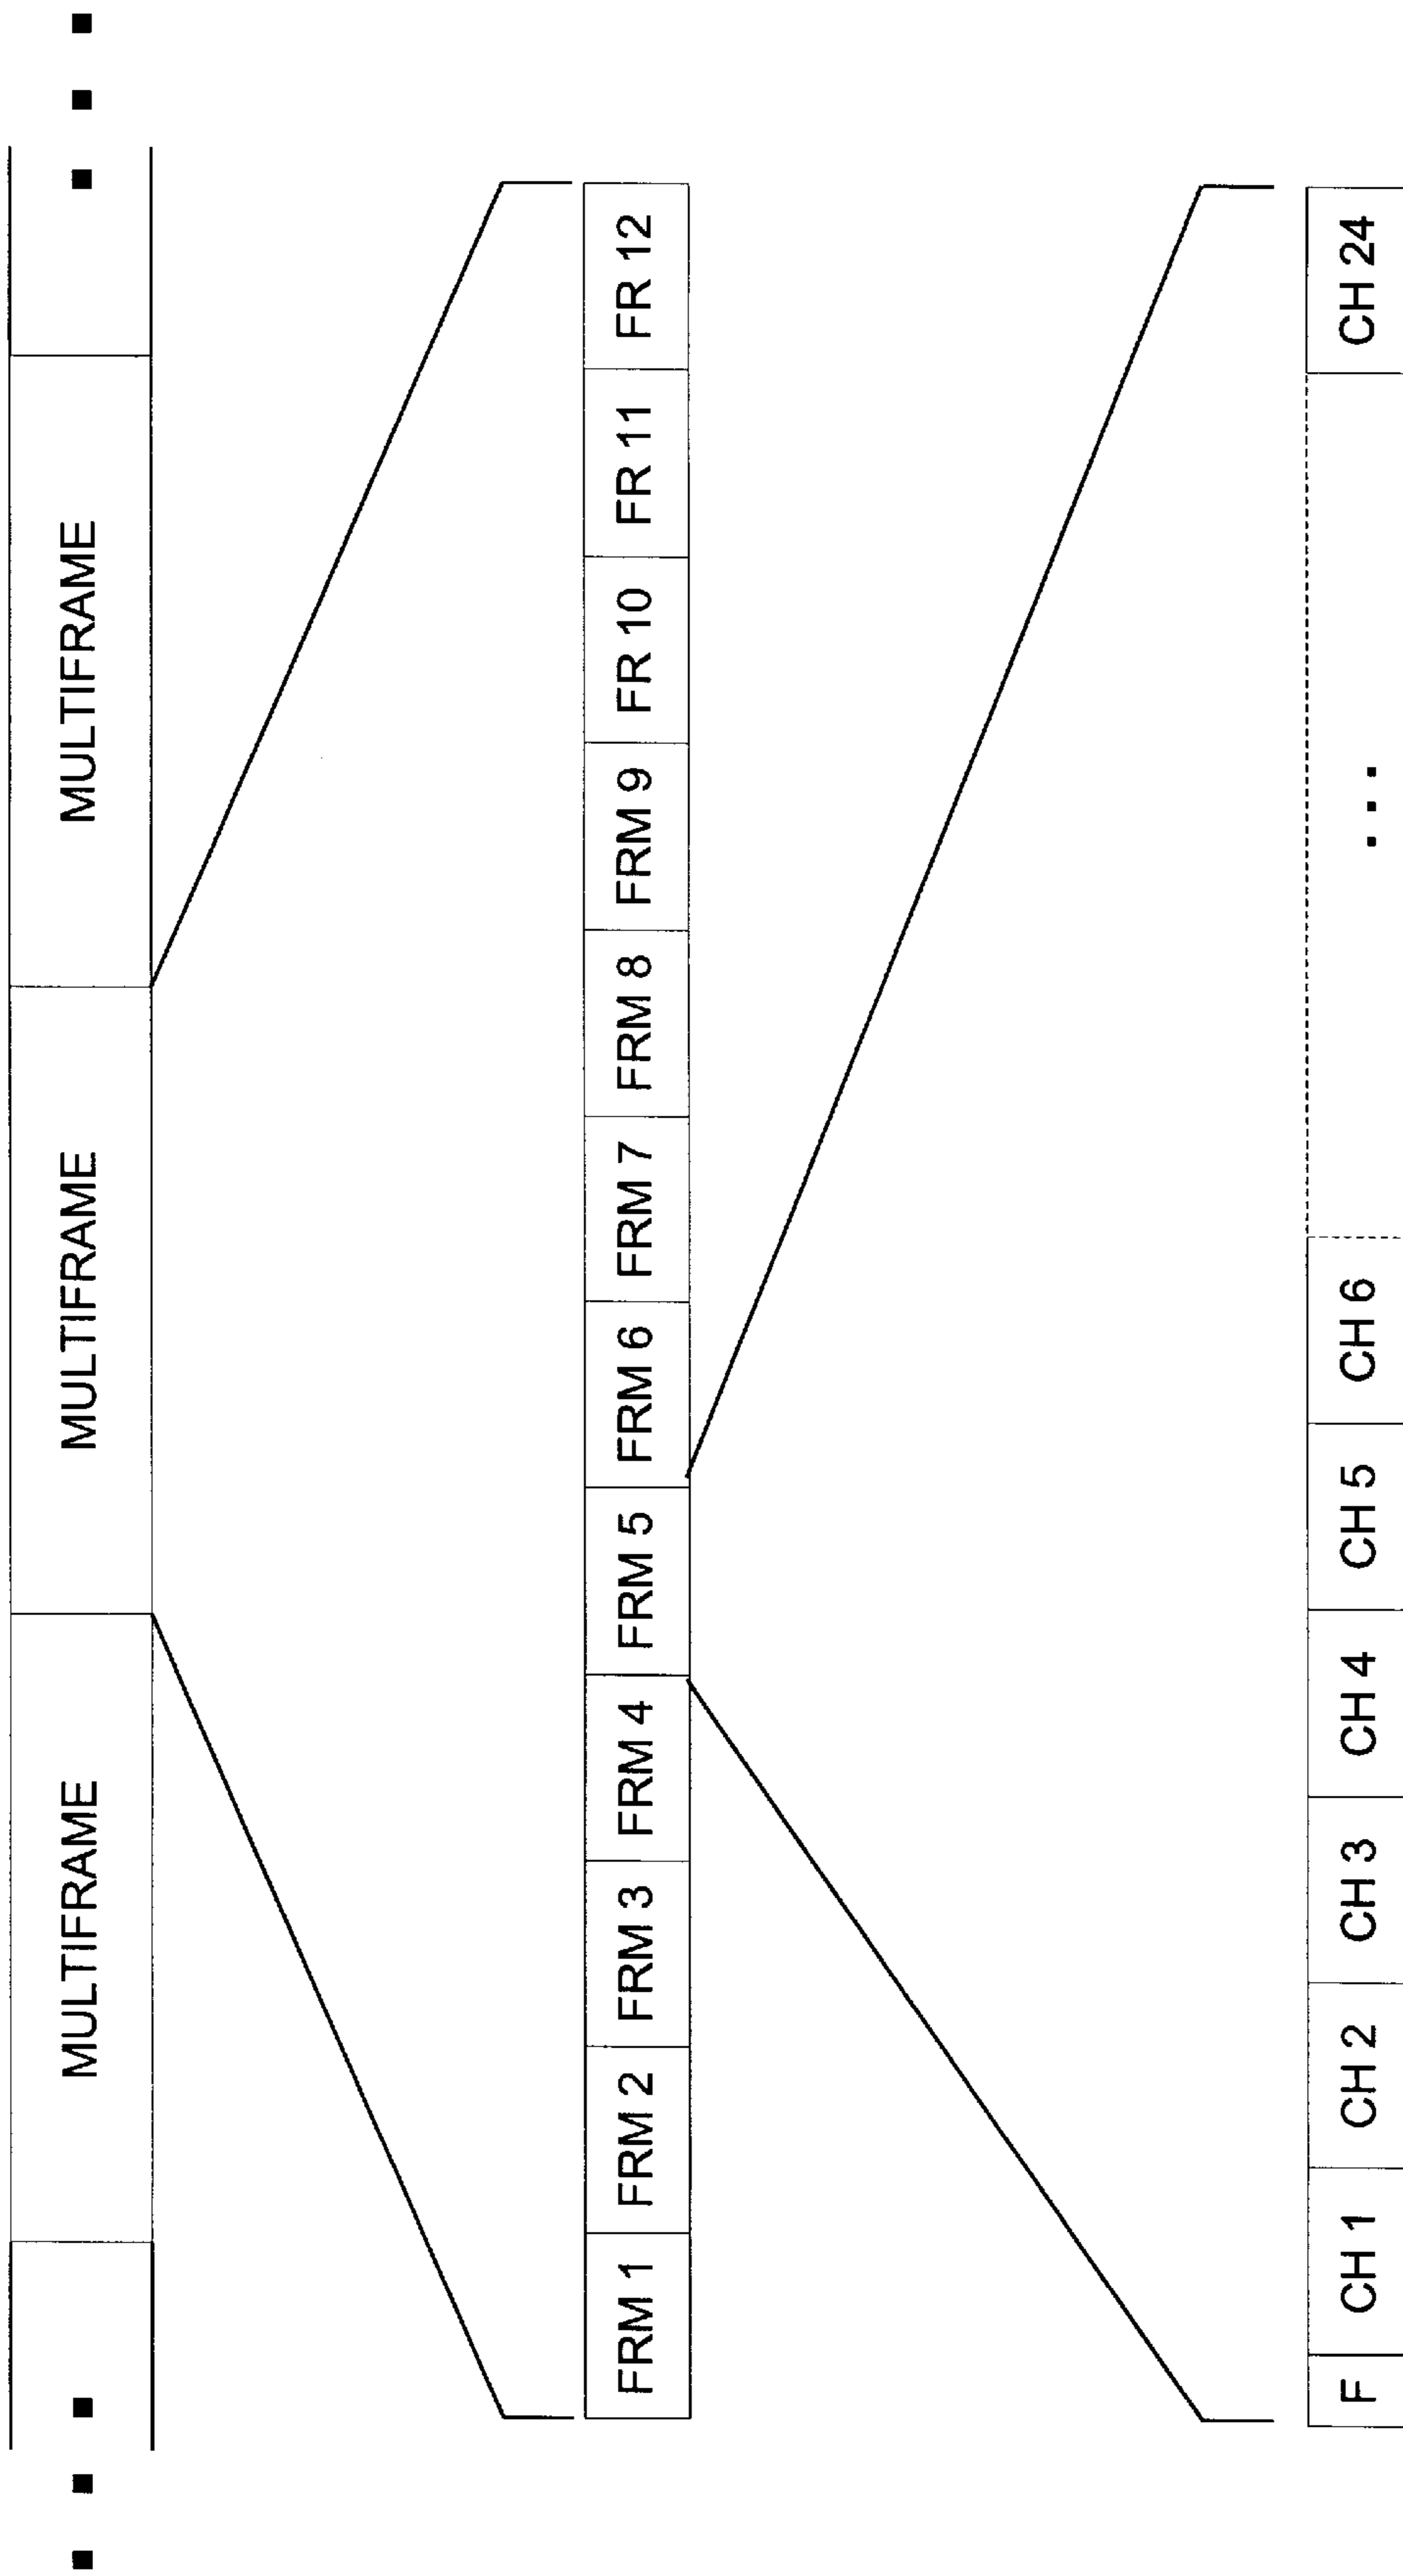 MULTIFRAME MULTIFRAME MULTIFRAME
FRM 1 FRM 2 FRM 3 FRM 4 FRM 5 FRM 6 FRM 7 FRM 8 FRM 9 FR 10 FR 11 FR 12
F CH 1 CH 2 CH 3 CH 4 CH 5 CH 6 ... CH 24